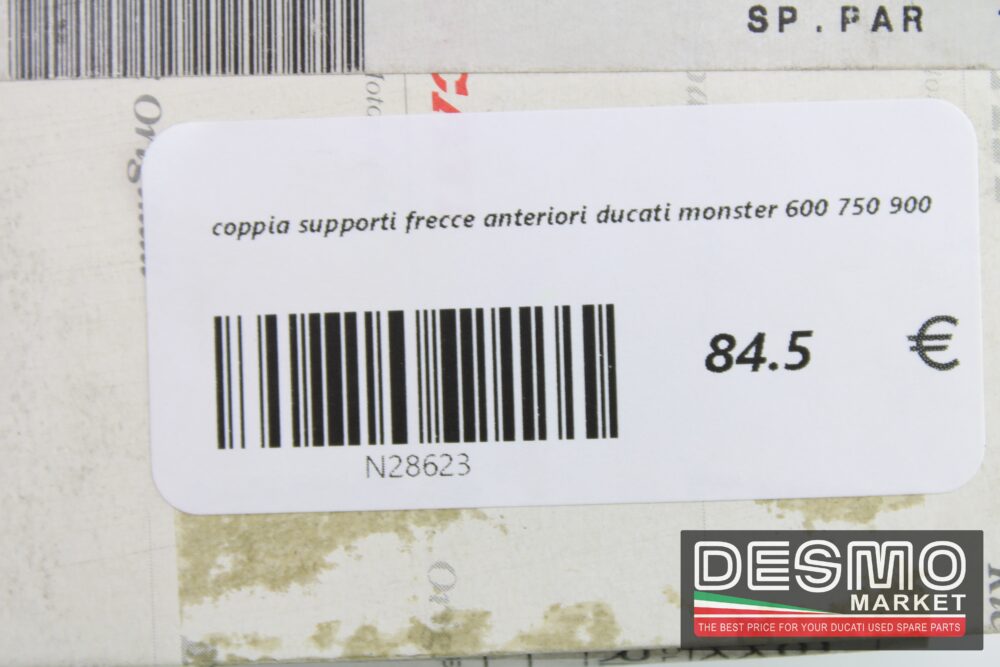 SP.PAR
coppia supporti frecce anteriori ducati monster 600 750 900
84.5 €
N28623
DESMO
MARKET
THE BEST PRICE FOR YOUR DUCATI USED SPARE PARTS